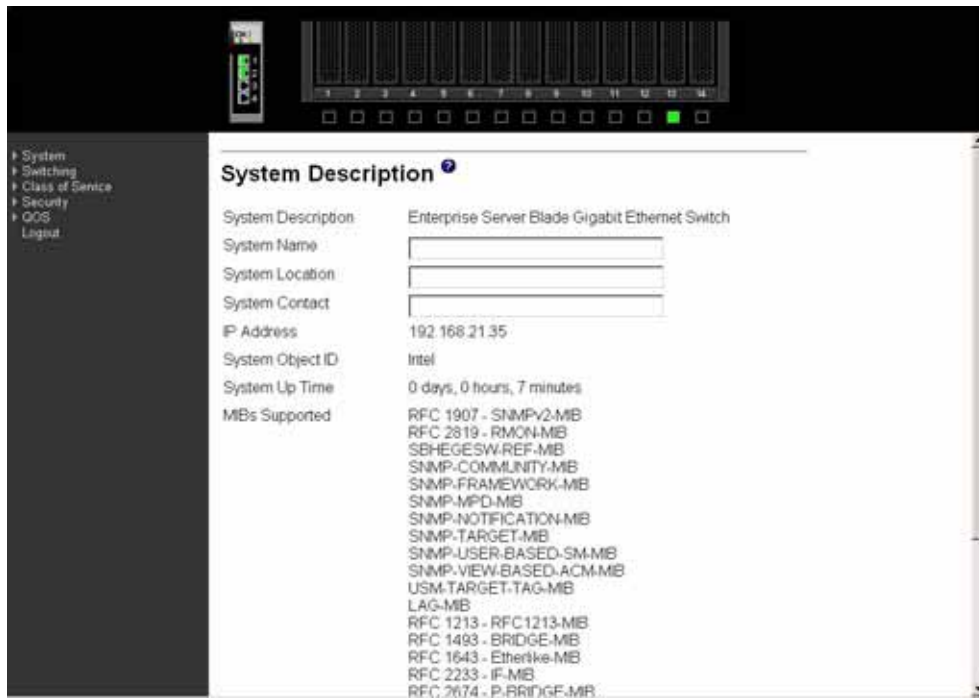 OK
1 2 3 4
1 2 3 4 5 6 7 8 9 10 11 12 13 14
System
Switching
Class of Service
Security
QOS
Logout
System Description ?
System Description Enterprise Server Blade Gigabit Ethernet Switch
System Name
System Location
System Contact
IP Address 192.168.21.35
System Object ID Intel
System Up Time 0 days, 0 hours, 7 minutes
MIBs Supported RFC 1907 - SNMPv2-MIB
RFC 2819 - RMON-MIB
SBHEGESW-REF-MIB
SNMP-COMMUNITY-MIB
SNMP-FRAMEWORK-MIB
SNMP-MPD-MIB
SNMP-NOTIFICATION-MIB
SNMP-TARGET-MIB
SNMP-USER-BASED-SM-MIB
SNMP-VIEW-BASED-ACM-MIB
USM-TARGET-TAG-MIB
LAG-MIB
RFC 1213 - RFC1213-MIB
RFC 1493 - BRIDGE-MIB
RFC 1643 - Etherlike-MIB
RFC 2233 - IF-MIB
RFC 2674 - P-BRIDGE-MIB